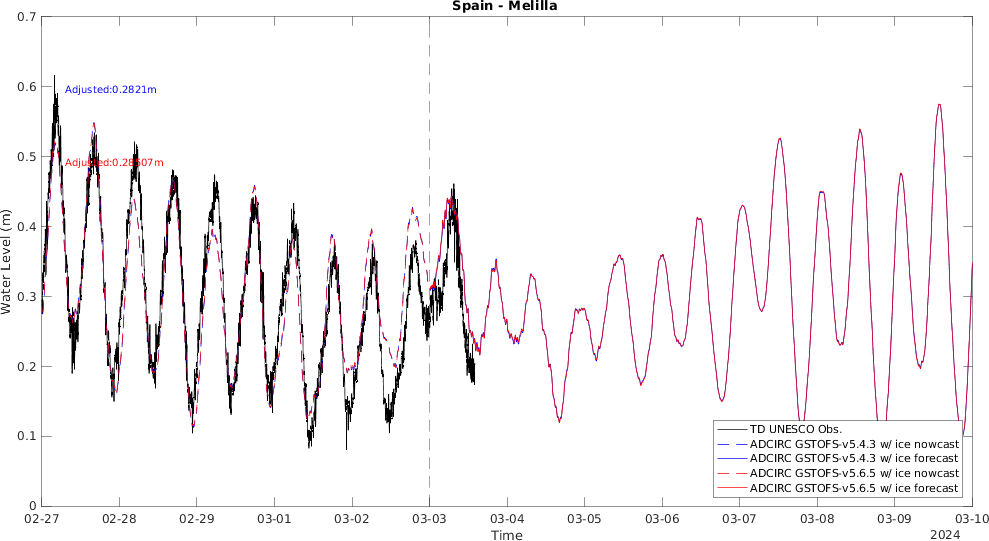 Spain - Melilla
0.7
0.6
0.5
0.4
0.3
0.2
0.1
0
Water Level (m)
Adjusted:0.2821m
Adjusted:0.28607m
TD UNESCO Obs.
ADCIRC GSTOFS-v5.4.3 w/ ice nowcast
ADCIRC GSTOFS-v5.4.3 w/ ice forecast
ADCIRC GSTOFS-v5.6.5 w/ ice nowcast
ADCIRC GSTOFS-v5.6.5 w/ ice forecast
02-27 02-28 02-29 03-01 03-02 03-03 03-04 03-05 03-06 03-07 03-08 03-09 03-10
Time
2024